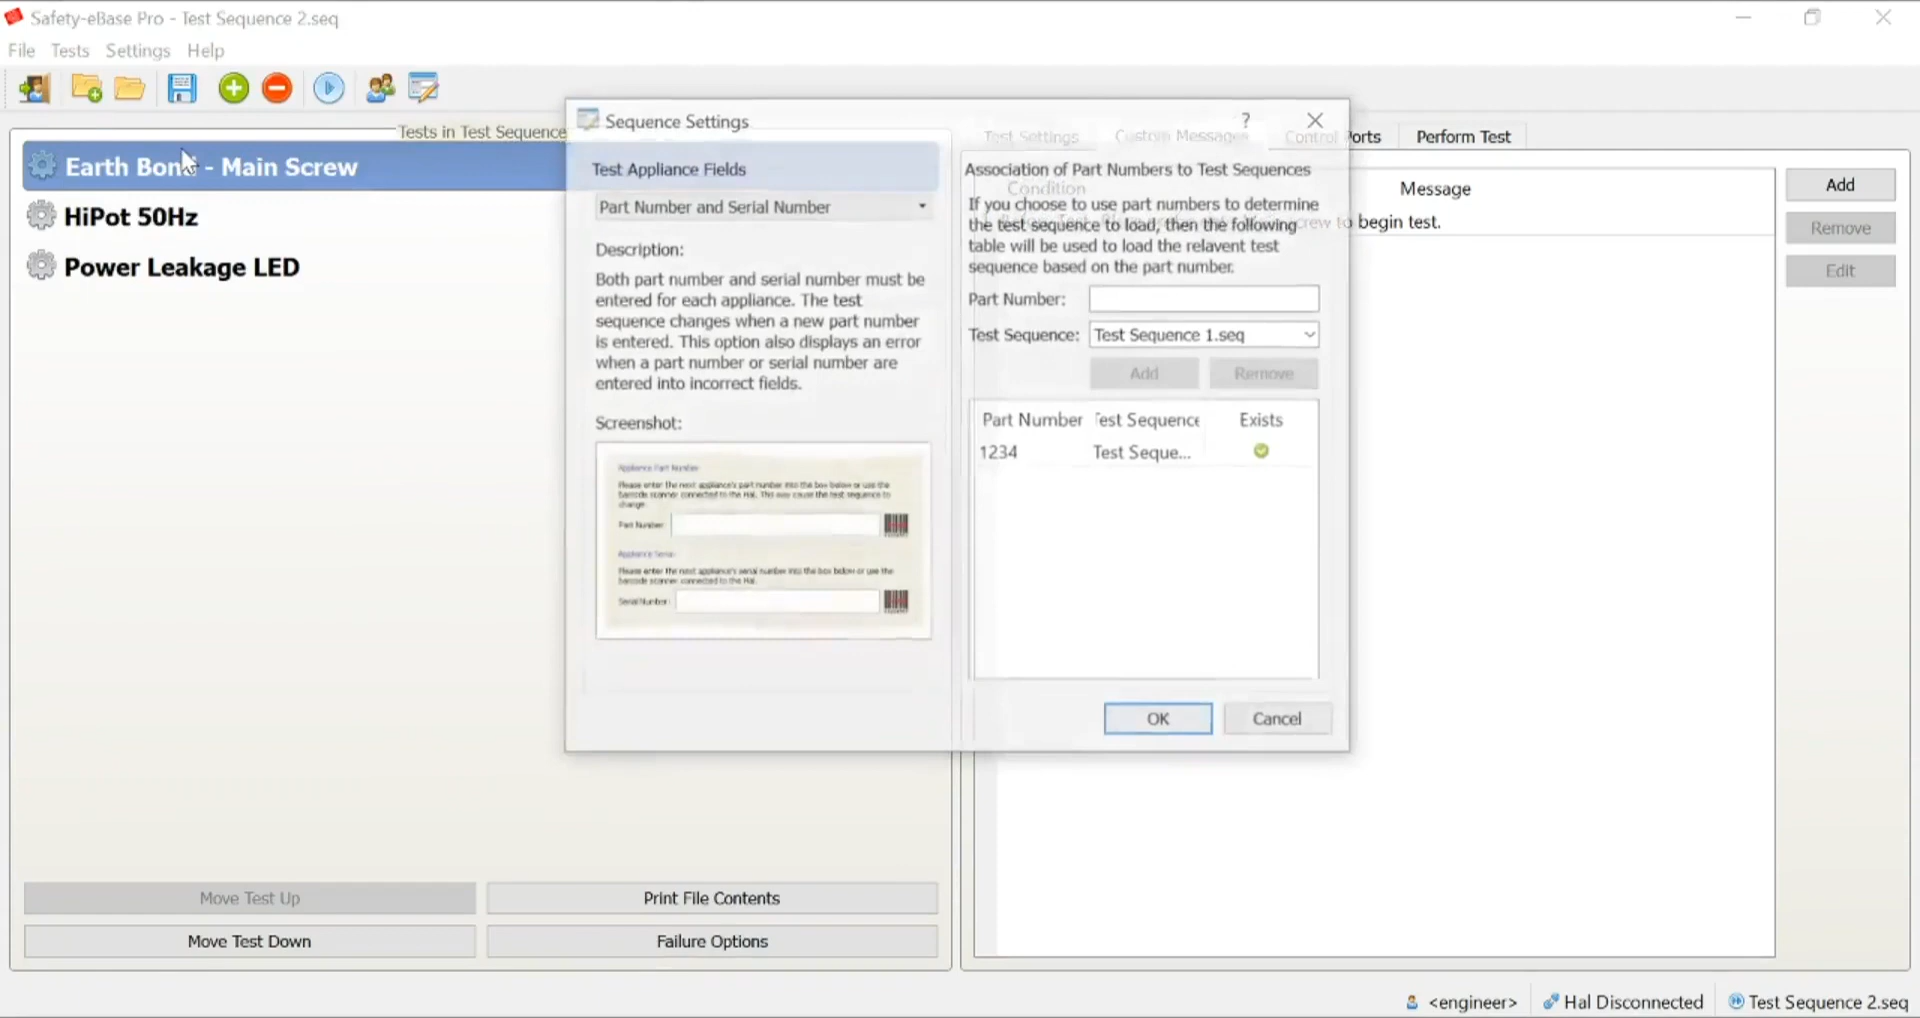 Safety-eBase Pro - Test Sequence 2.seq
File Tests Settings Help
Tests in Test Sequence
Earth Bond - Main Screw
HiPot 50Hz
Power Leakage LED
Move Test Up
Print File Contents
Move Test Down
Failure Options
Sequence Settings
?
Test Appliance Fields
Part Number and Serial Number
Description:
Both part number and serial number must be
entered for each appliance. The test
sequence changes when a new part number
is entered. This option also displays an error
when a part number or serial number are
entered into incorrect fields.
Screenshot:
Appliance Part Number
Please enter the next appliance's part number into the box below or use the
barcode scanner connected to the Hal. This may cause the test sequence to
change.
Part Number
Appliance Serial
Please enter the next appliance's serial number into the box below or use the
barcode scanner connected to the Hal.
Serial Number:
Association of Part Numbers to Test Sequences
If you choose to use part numbers to determine
the test sequence to load, then the following
table will be used to load the relavent test
sequence based on the part number.
Part Number:
Test Sequence: Test Sequence 1.seq
Add Remove
Part Number Test Sequence Exists
1234 Test Seque...
OK Cancel
Test Settings Custom Messages Control Ports Perform Test
Condition Message
Before Test screw to begin test.
Add
Remove
Edit
<engineer> Hal Disconnected Test Sequence 2.seq